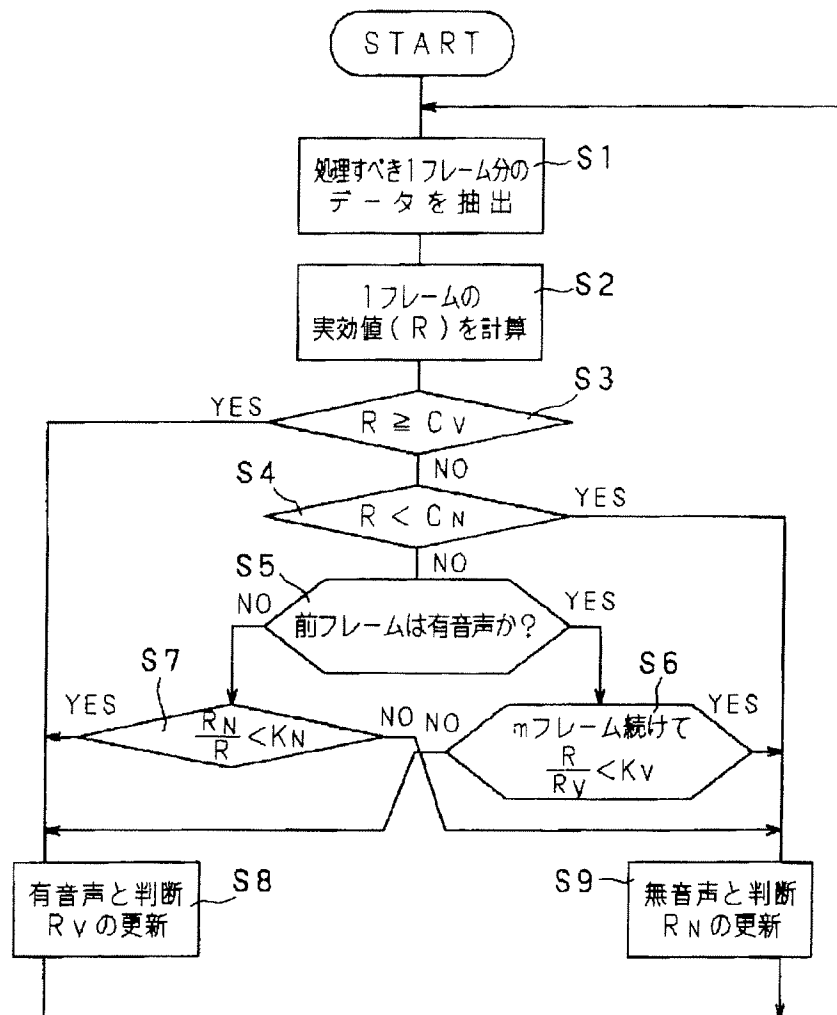 START
S1
処理すべき1フレーム分の
データを抽出
S2
1フレームの
実効値(R)を計算
S3
YES
R ≧ CV
NO
S4
YES
R < CN
NO
S5
NO
YES
前フレームは有音声か?
S7
S6
YES
RN/R <KN
NO
NO
mフレーム続けて
R/RV <KV
YES
有音声と判断
RVの更新
S8
S9
無音声と判断
RNの更新